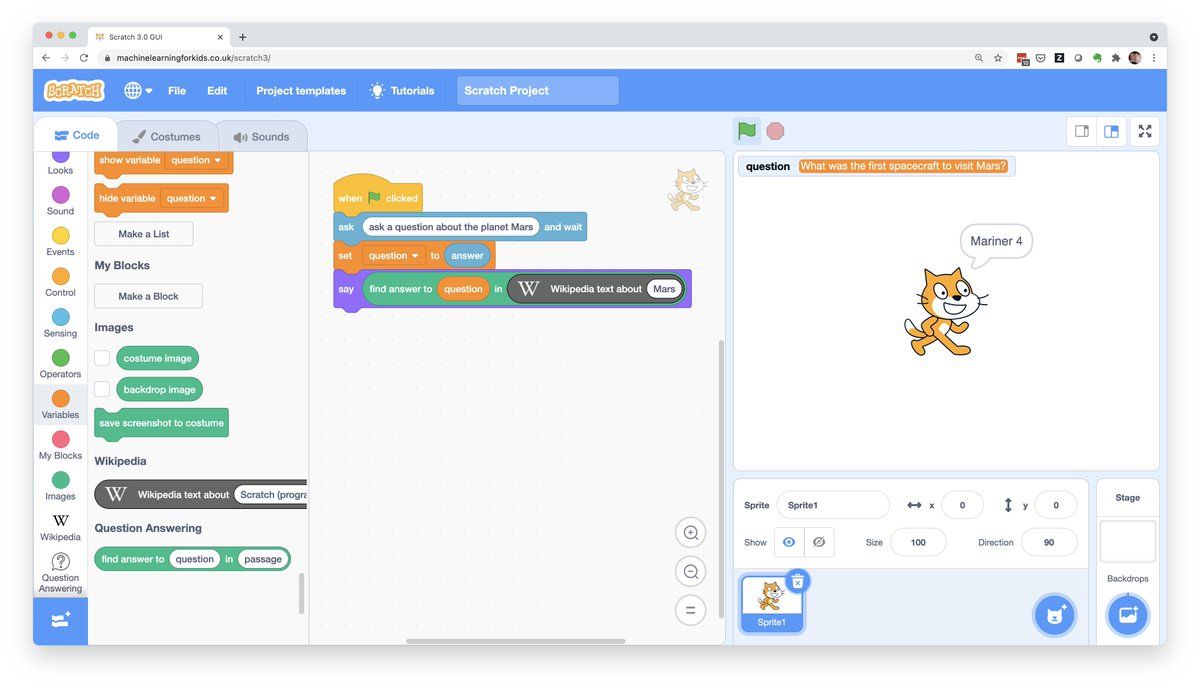 Scratch 3.0 GUI
machinelearningforkids.co.uk/scratch3/
SCRATCH
File
Edit
Project templates
Tutorials
Scratch Project
Code
Costumes
Sounds
Looks
Sound
Events
Control
Sensing
Operators
Variables
My Blocks
Images
Wikipedia
Question
Answering
show variable question
hide variable question
Make a List
My Blocks
Make a Block
Images
costume image
backdrop image
save screenshot to costume
Wikipedia
W Wikipedia text about Scratch (progra
Question Answering
find answer to question in passage
when clicked
ask ask a question about the planet Mars and wait
set question to answer
say find answer to question in W Wikipedia text about Mars
question What was the first spacecraft to visit Mars?
Mariner 4
Sprite Sprite1 x 0 y 0
Show Size 100 Direction 90
Sprite1
Stage
Backdrops